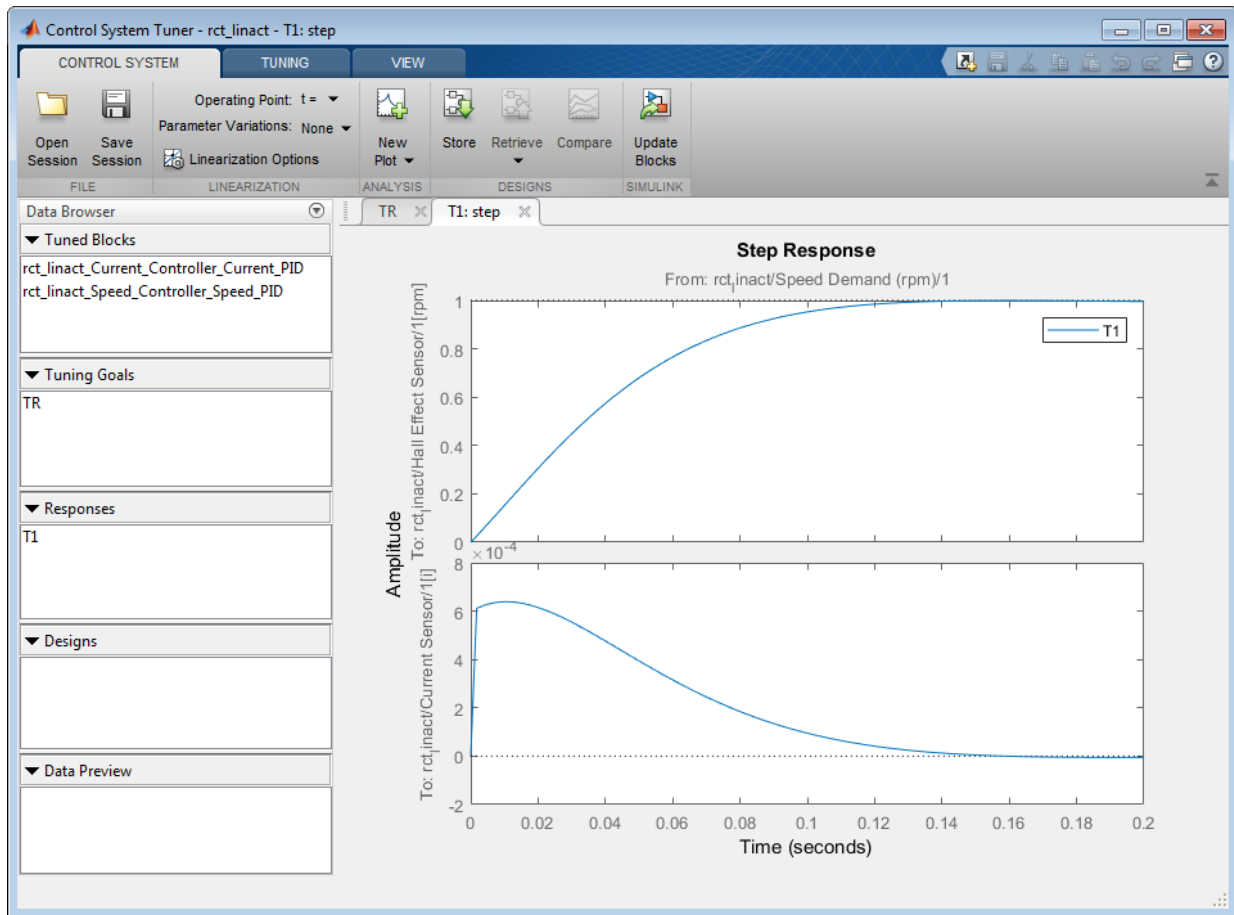 Control System Tuner - rct_linact - T1: step
CONTROL SYSTEM
TUNING
VIEW
Open
Session
Save
Session
FILE
Operating Point: t =
Parameter Variations: None
Linearization Options
LINEARIZATION
New
Plot
ANALYSIS
Store
Retrieve
Compare
DESIGNS
Update
Blocks
SIMULINK
Data Browser
Tuned Blocks
rct_linact_Current_Controller_Current_PID
rct_linact_Speed_Controller_Speed_PID
Tuning Goals
TR
Responses
T1
Designs
Data Preview
TR
T1: step
Step Response
From: rct_linact/Speed Demand (rpm)/1
To: rct_linact/Hall Effect Sensor/1[rpm]
1
0.8
0.6
0.4
0.2
0
T1
Amplitude
To: rct_linact/Current Sensor/1[i]
×10-4
8
6
4
2
0
-2
0 0.02 0.04 0.06 0.08 0.1 0.12 0.14 0.16 0.18 0.2
Time (seconds)